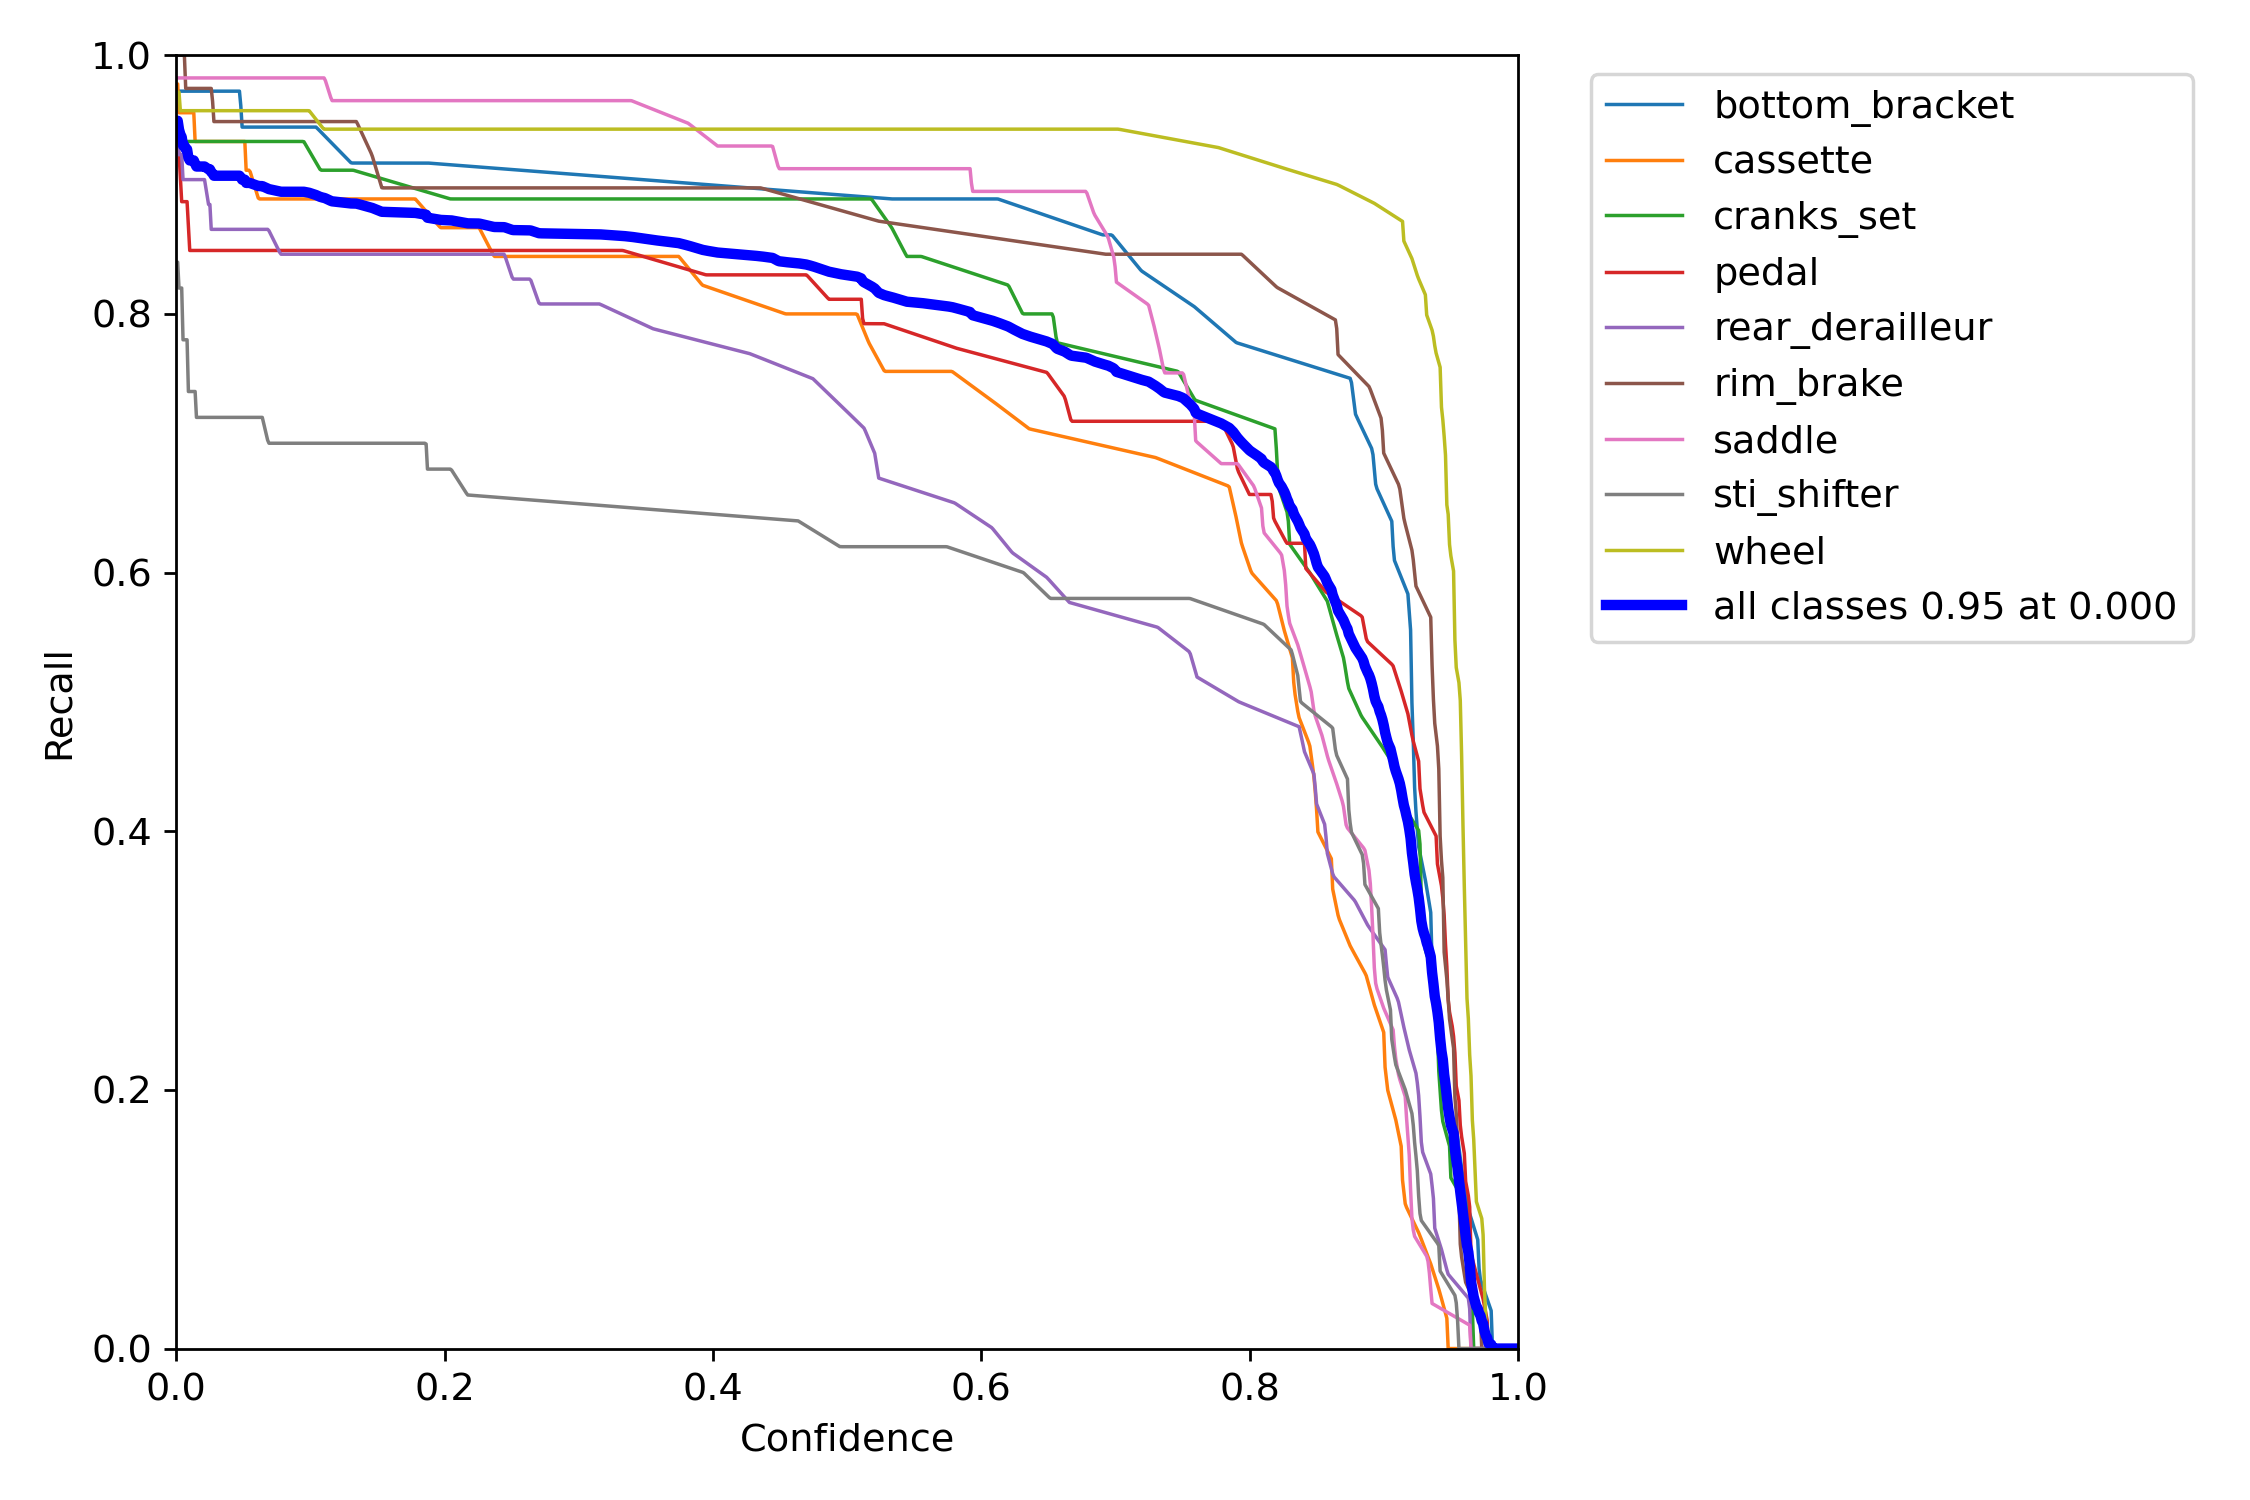 1.0
0.8
0.6
0.4
0.2
0.0
Recall
0.0 0.2 0.4 0.6 0.8 1.0
Confidence
bottom_bracket
cassette
cranks_set
pedal
rear_derailleur
rim_brake
saddle
sti_shifter
wheel
all classes 0.95 at 0.000